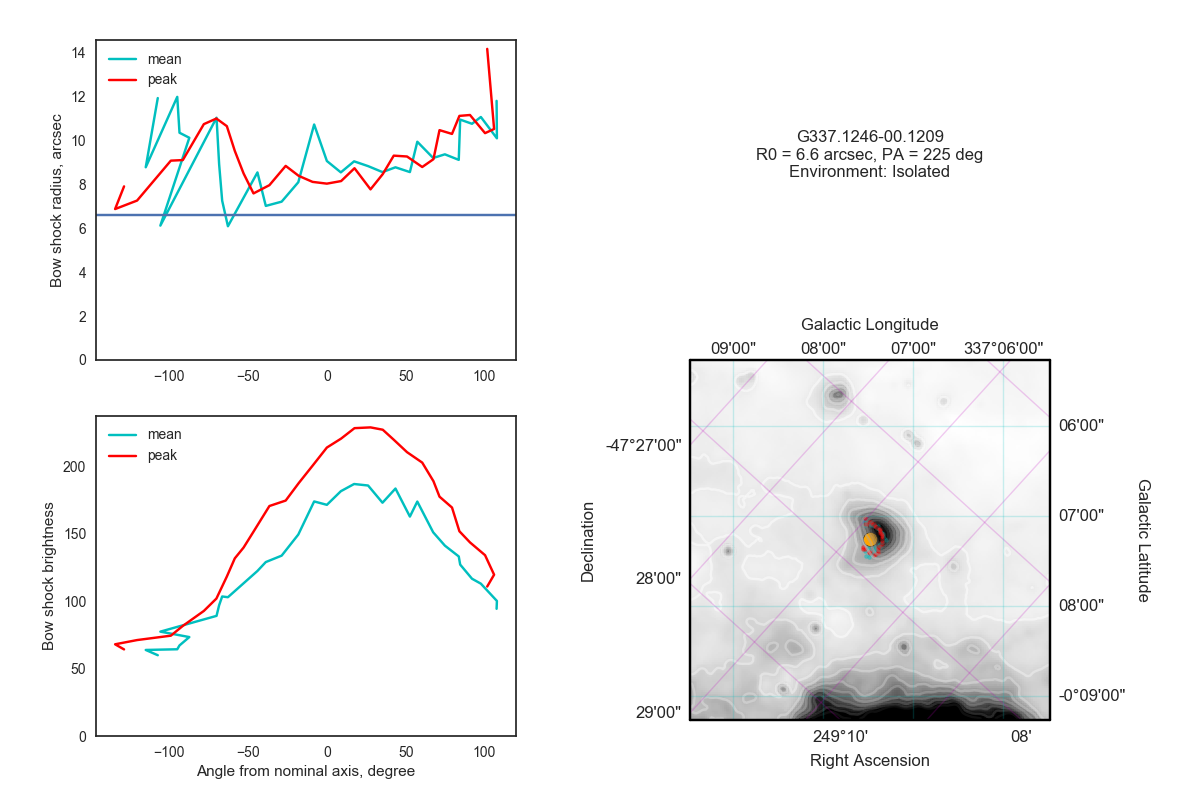 14
12
10
8
6
4
2
0
Bow shock radius, arcsec
mean
peak
−100
−50
0
50
100
G337.1246-00.1209
R0 = 6.6 arcsec, PA = 225 deg
Environment: Isolated
200
150
100
50
0
Bow shock brightness
mean
peak
−100
−50
0
50
100
Angle from nominal axis, degree
Galactic Longitude
09'00"
08'00"
07'00"
337°06'00"
-47°27'00"
28'00"
29'00"
Declination
06'00"
07'00"
08'00"
-0°09'00"
Galactic Latitude
249°10'
08'
Right Ascension